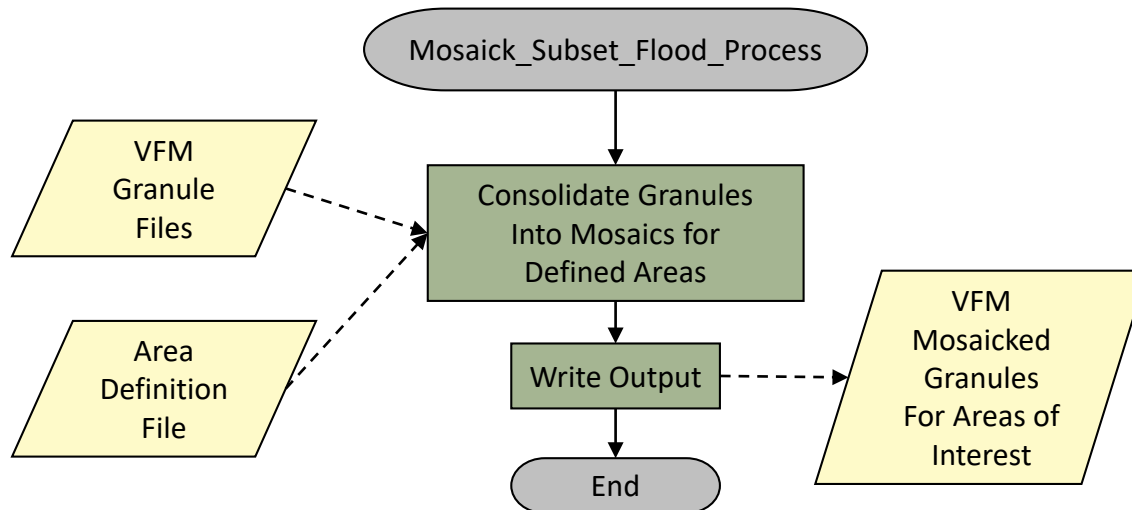 Mosaick_Subset_Flood_Process
VFM
Granule
Files
Consolidate Granules
Into Mosaics for
Defined Areas
Area
Definition
File
Write Output
VFM
Mosaicked
Granules
For Areas of
Interest
End